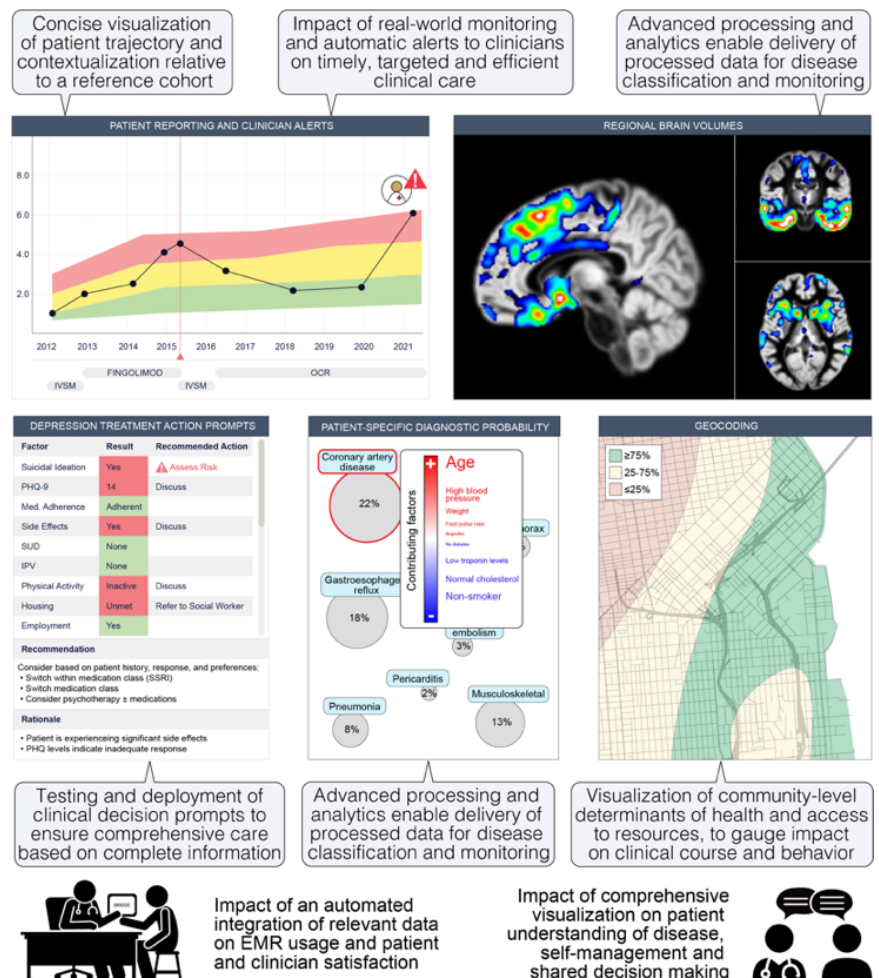 Concise visualization
of patient trajectory and
contextualization relative
to a reference cohort
Impact of real-world monitoring
and automatic alerts to clinicians
on timely, targeted and efficient
clinical care
Advanced processing and
analytics enable delivery of
processed data for disease
classification and monitoring
PATIENT REPORTING AND CLINICIAN ALERTS
8.0
6.0
4.0
2.0
2012 2013 2014 2015 2016 2017 2018 2019 2020 2021
FINGOLIMOD OCR
IVSM IVSM
REGIONAL BRAIN VOLUMES
DEPRESSION TREATMENT ACTION PROMPTS
Factor Result Recommended Action
Suicidal Ideation Yes Assess Risk
PHQ-9 14 Discuss
Med. Adherence Adherent
Side Effects Yes Discuss
SUD None
IPV None
Physical Activity Inactive Discuss
Housing Unmet Refer to Social Worker
Employment Yes
Recommendation
Consider based on patient history, response, and preferences:
• Switch within medication class (SSRI)
• Switch medication class
• Consider psychotherapy ± medications
Rationale
• Patient is experienceing significant side effects
• PHQ levels indicate inadequate response
PATIENT-SPECIFIC DIAGNOSTIC PROBABILITY
Coronary artery
disease
22%
Gastroesophage
reflux
18%
Contributing factors
+
Age
High blood
pressure
Weight
Fast pulse rate
Low troponin levels
Normal cholesterol
Non-smoker
-
orax
embolism
3%
Pericarditis
2%
Pneumonia
8%
Musculoskeletal
13%
GEOCODING
≥75%
25-75%
≤25%
Testing and deployment of
clinical decision prompts to
ensure comprehensive care
based on complete information
Advanced processing and
analytics enable delivery of
processed data for disease
classification and monitoring
Visualization of community-level
determinants of health and access
to resources, to gauge impact
on clinical course and behavior
BRIDGE
Impact of an automated
integration of relevant data
on EMR usage and patient
and clinician satisfaction
Impact of comprehensive
visualization on patient
understanding of disease,
self-management and
shared decision making